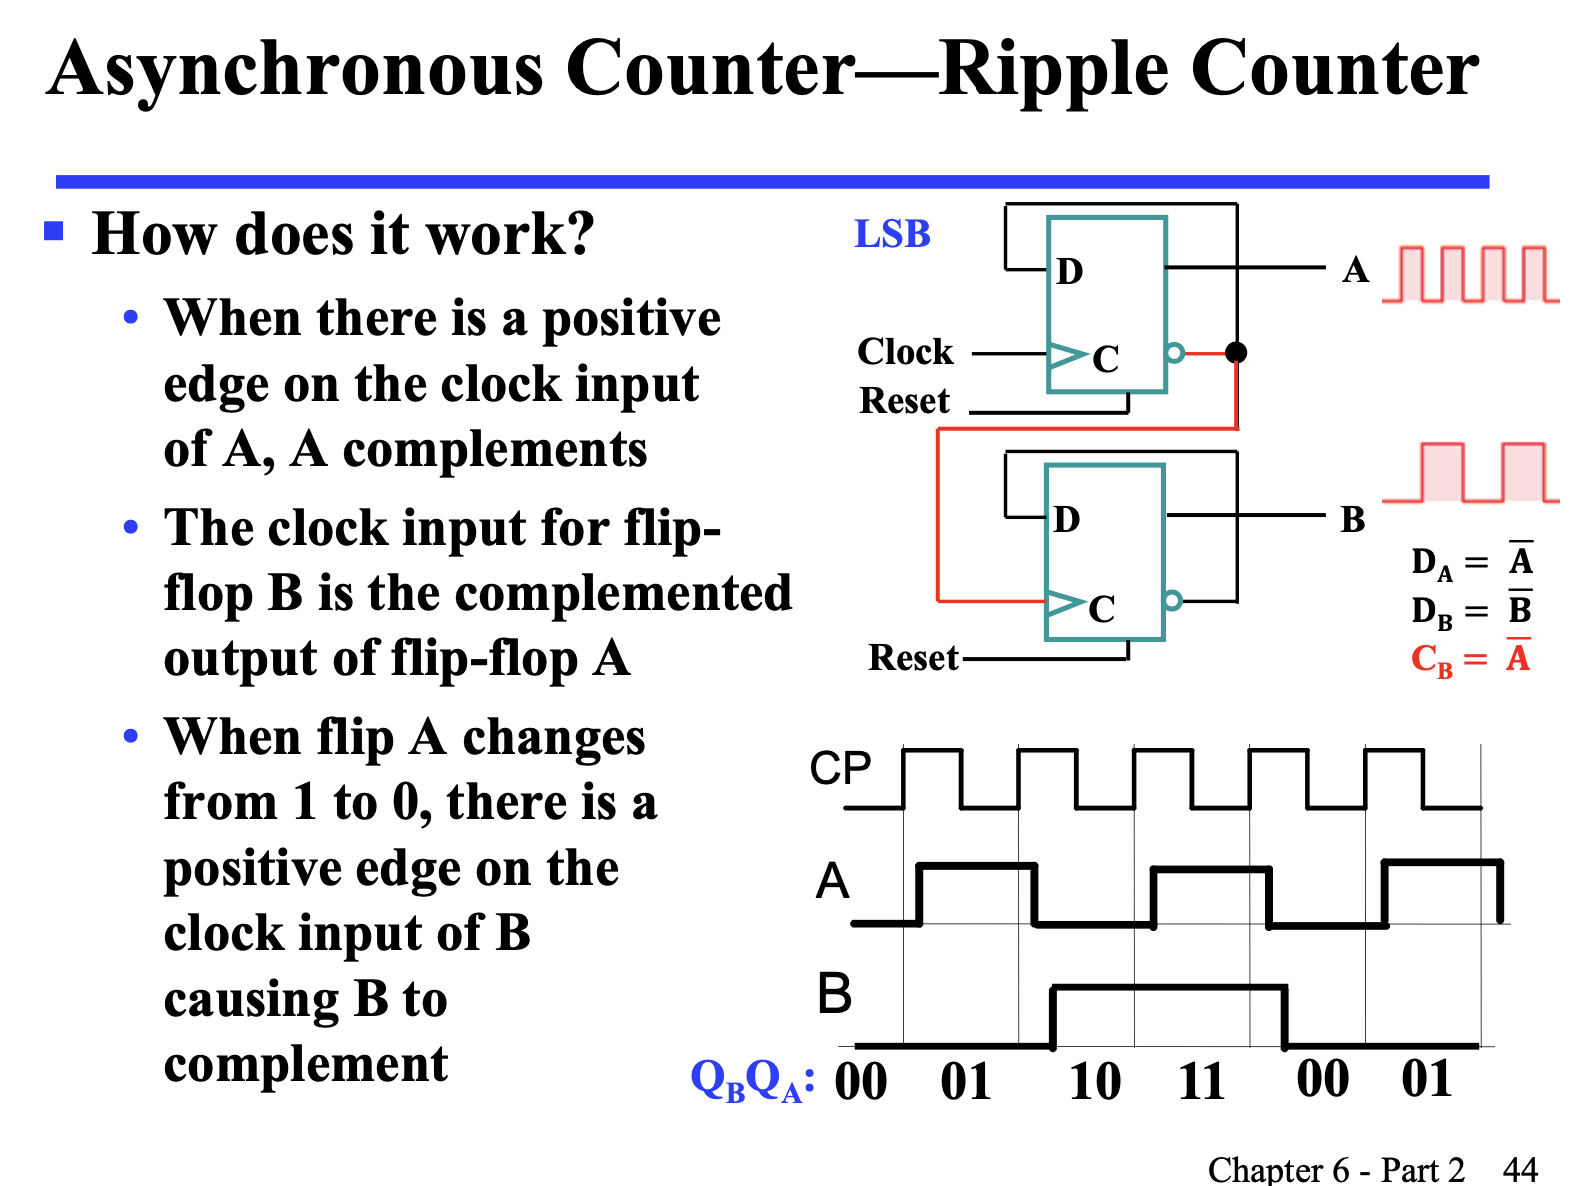 Asynchronous Counter—Ripple Counter
How does it work?
• When there is a positive
edge on the clock input
of A, A complements
• The clock input for flip-
flop B is the complemented
output of flip-flop A
• When flip A changes
from 1 to 0, there is a
positive edge on the
clock input of B
causing B to
complement
LSB
D
A
Clock
C
Reset
D
B
C
Reset
D_A = A̅
D_B = B̅
C_B = A̅
CP
A
B
Q_BQ_A: 00 01 10 11 00 01
Chapter 6 - Part 2 44